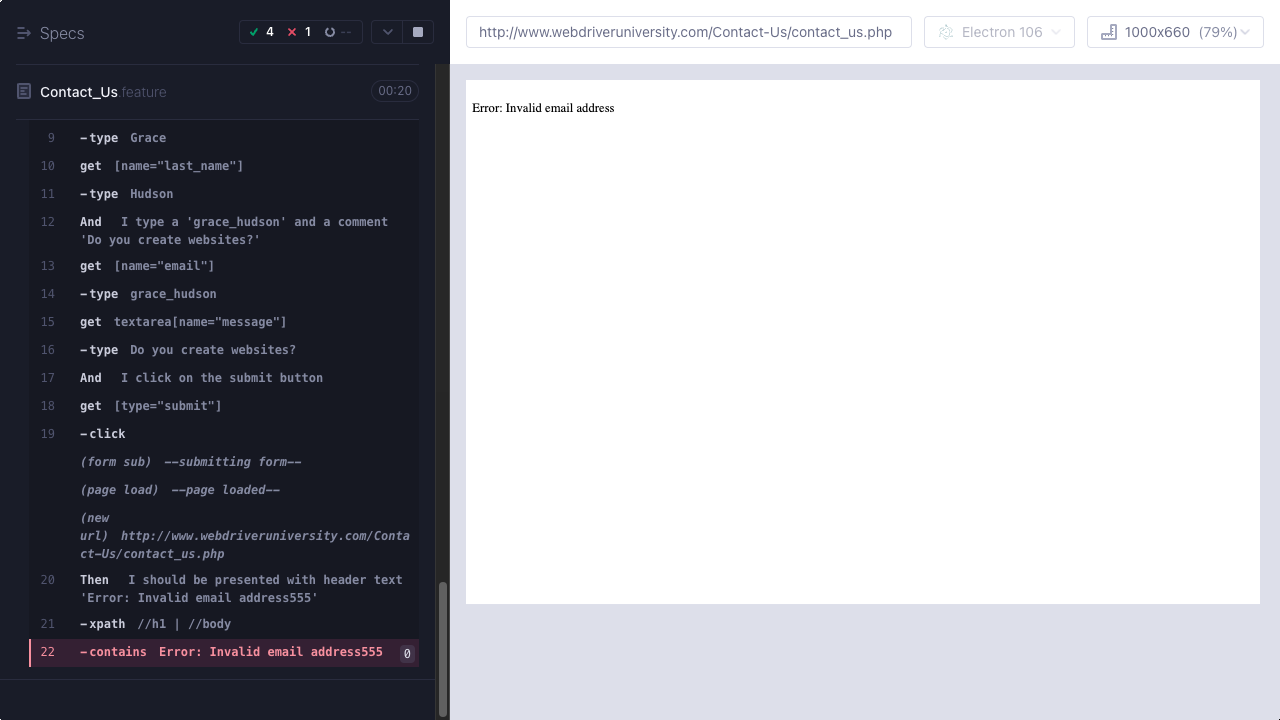 Specs
4
1
--
Contact_Us.feature
00:20
9 -type Grace
10 get [name="last_name"]
11 -type Hudson
12 And I type a 'grace_hudson' and a comment
'Do you create websites?'
13 get [name="email"]
14 -type grace_hudson
15 get textarea[name="message"]
16 -type Do you create websites?
17 And I click on the submit button
18 get [type="submit"]
19 -click
(form sub) --submitting form--
(page load) --page loaded--
(new
url) http://www.webdriveruniversity.com/Conta
ct-Us/contact_us.php
20 Then I should be presented with header text
'Error: Invalid email address555'
21 -xpath //h1 | //body
22 -contains Error: Invalid email address555 0
http://www.webdriveruniversity.com/Contact-Us/contact_us.php
Electron 106
1000x660 (79%)
Error: Invalid email address